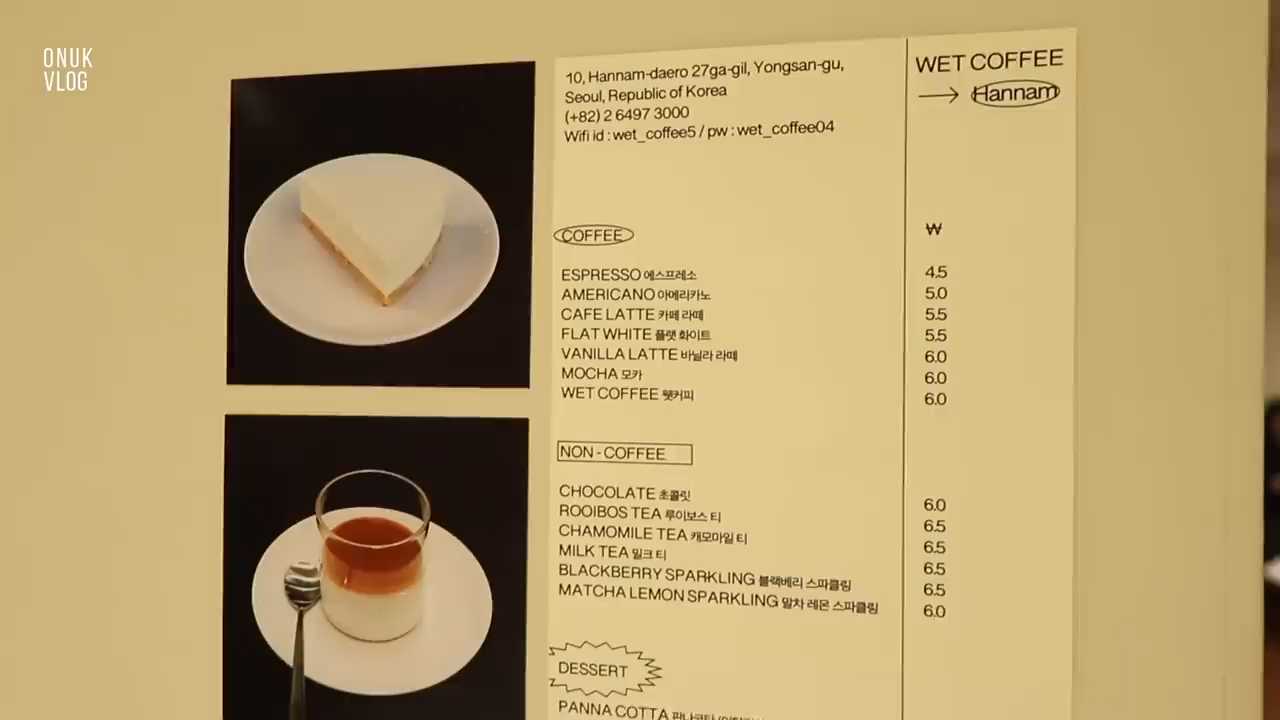 ONUK
VLOG
10, Hannam-daero 27ga-gil, Yongsan-gu,
Seoul, Republic of Korea
(+82) 2 6497 3000
Wifi id : wet_coffee5 / pw : wet_coffee04
WET COFFEE
→ Hannam
COFFEE ₩
ESPRESSO 에스프레소 4.5
AMERICANO 아메리카노 5.0
CAFE LATTE 카페 라떼 5.5
FLAT WHITE 플랫 화이트 5.5
VANILLA LATTE 바닐라 라떼 6.0
MOCHA 모카 6.0
WET COFFEE 웻커피 6.0
NON - COFFEE
CHOCOLATE 초콜릿 6.0
ROOIBOS TEA 루이보스 티 6.5
CHAMOMILE TEA 캐모마일 티 6.5
MILK TEA 밀크 티 6.5
BLACKBERRY SPARKLING 블랙베리 스파클링 6.5
MATCHA LEMON SPARKLING 말차 레몬 스파클링 6.0
DESSERT
PANNA COTTA